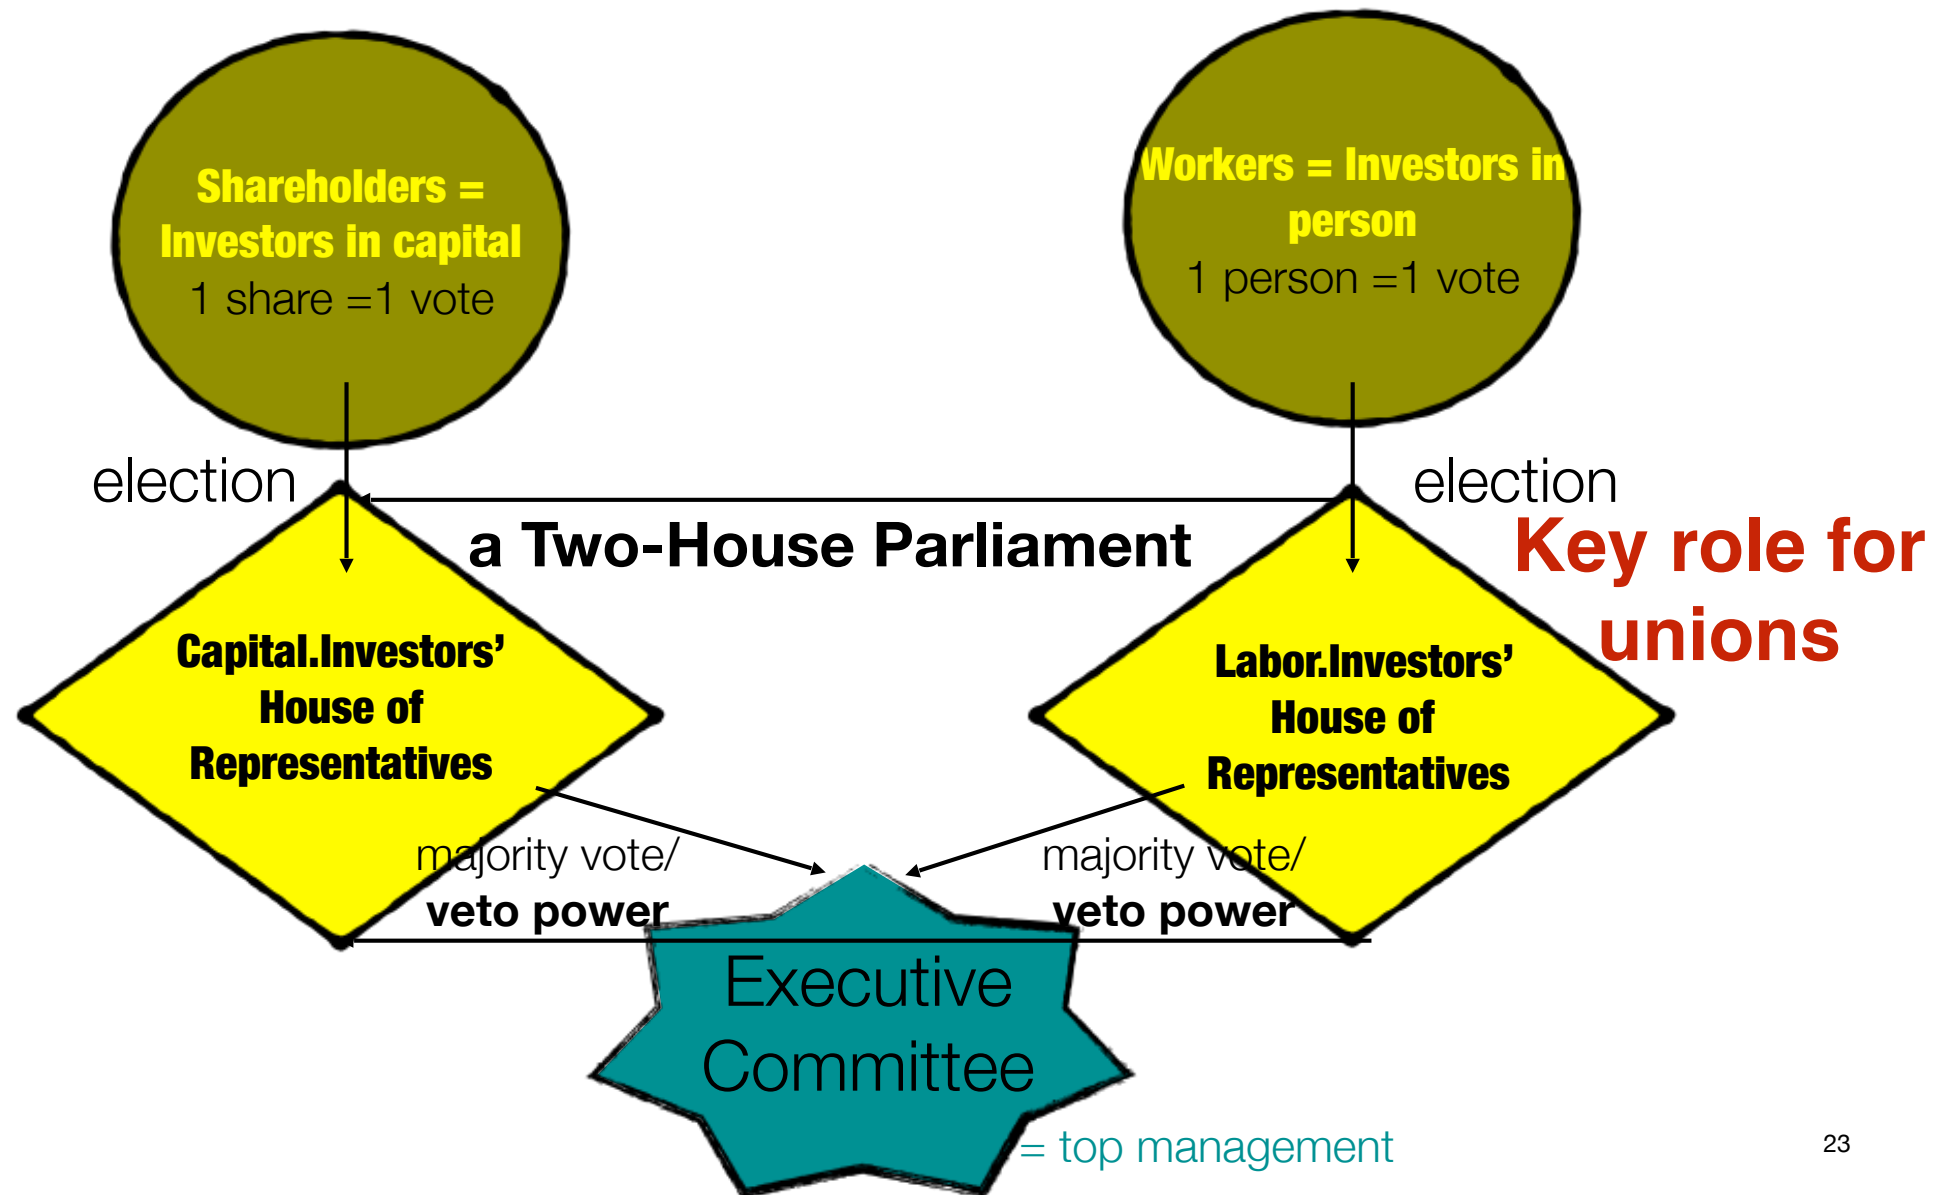 Shareholders =
Investors in capital
1 share =1 vote
Workers = Investors in
person
1 person =1 vote
election
election
a Two-House Parliament
Key role for
unions
Capital.Investors’
House of
Representatives
Labor.Investors’
House of
Representatives
majority vote/
veto power
majority vote/
veto power
Executive
Committee
= top management
23